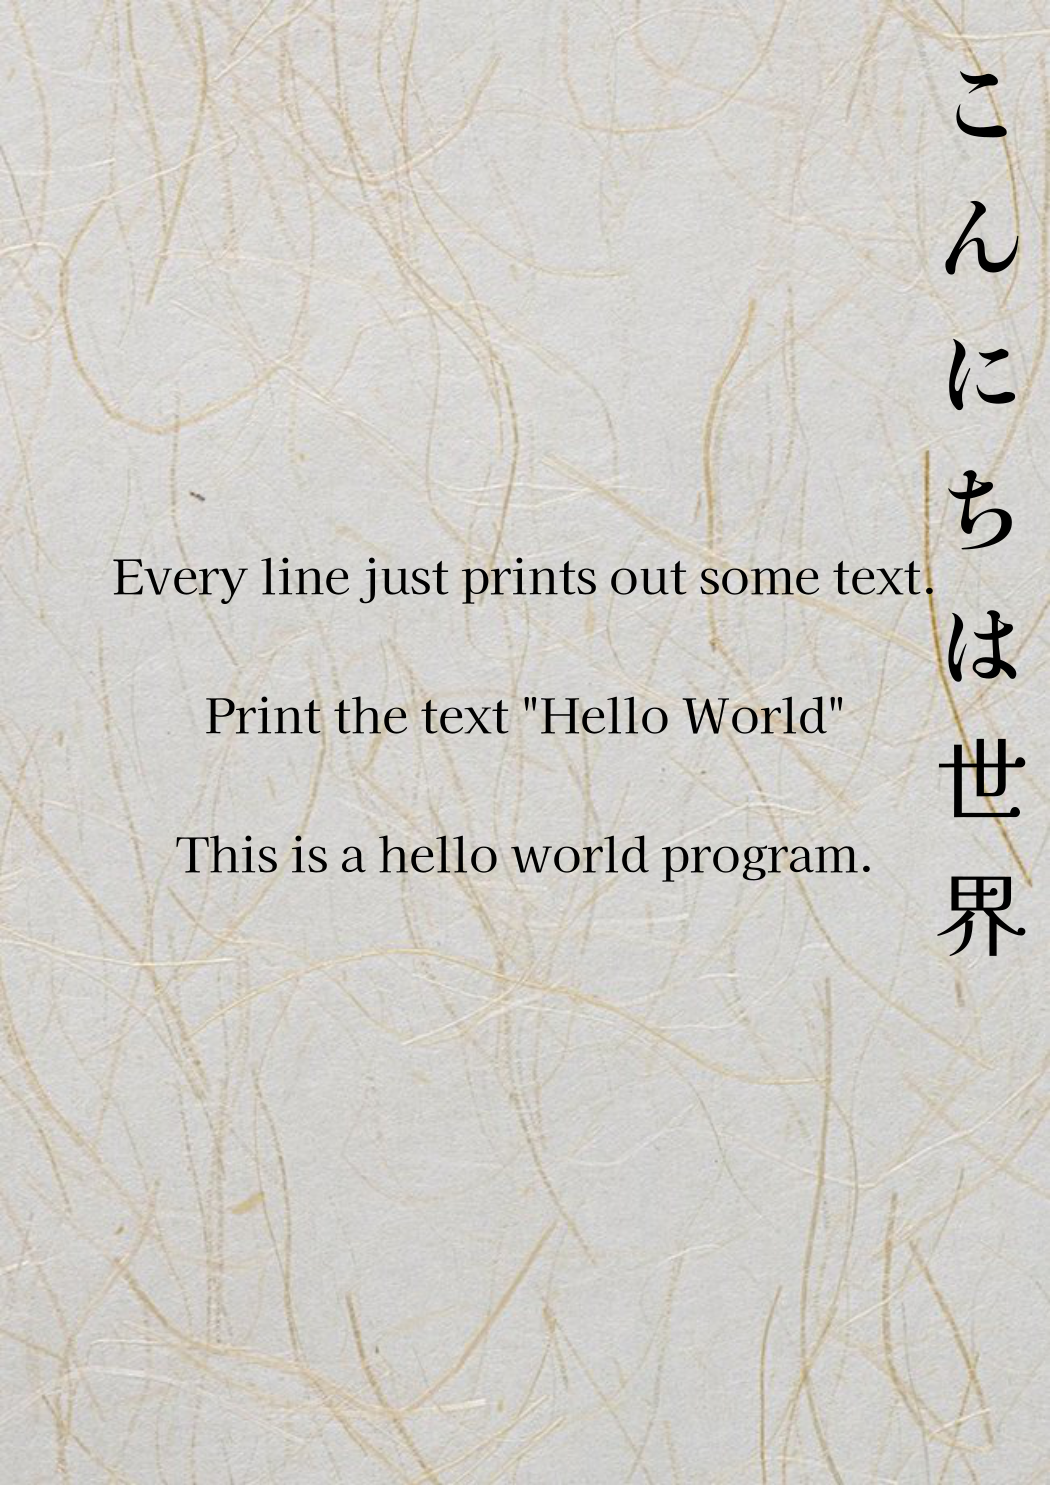 こんにちは世界
Every line just prints out some text.
Print the text "Hello World"
This is a hello world program.